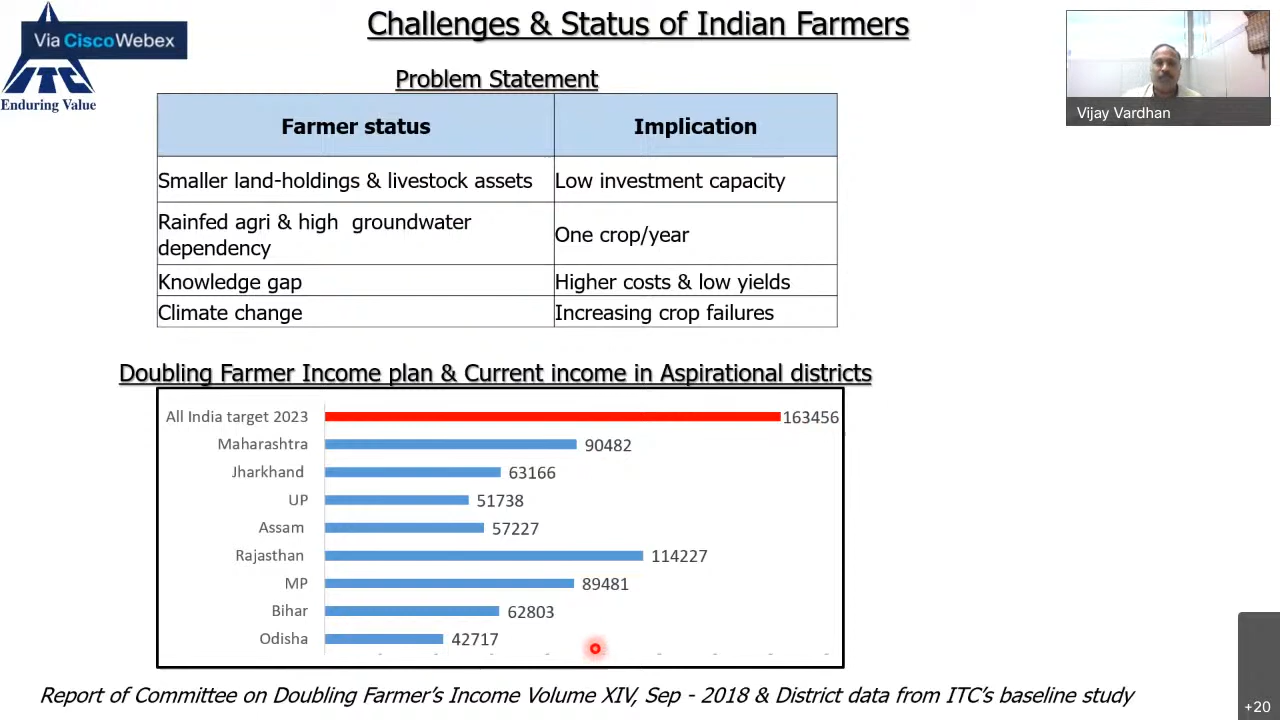 Challenges & Status of Indian Farmers
Via CiscoWebex
ITC
Enduring Value
Vijay Vardhan
Problem Statement
Farmer status Implication
Smaller land-holdings & livestock assets Low investment capacity
Rainfed agri & high groundwater
dependency
One crop/year
Knowledge gap Higher costs & low yields
Climate change Increasing crop failures
Doubling Farmer Income plan & Current income in Aspirational districts
All India target 2023 163456
Maharashtra 90482
Jharkhand 63166
UP 51738
Assam 57227
Rajasthan 114227
MP 89481
Bihar 62803
Odisha 42717
Report of Committee on Doubling Farmer's Income Volume XIV, Sep - 2018 & District data from ITC's baseline study
+20